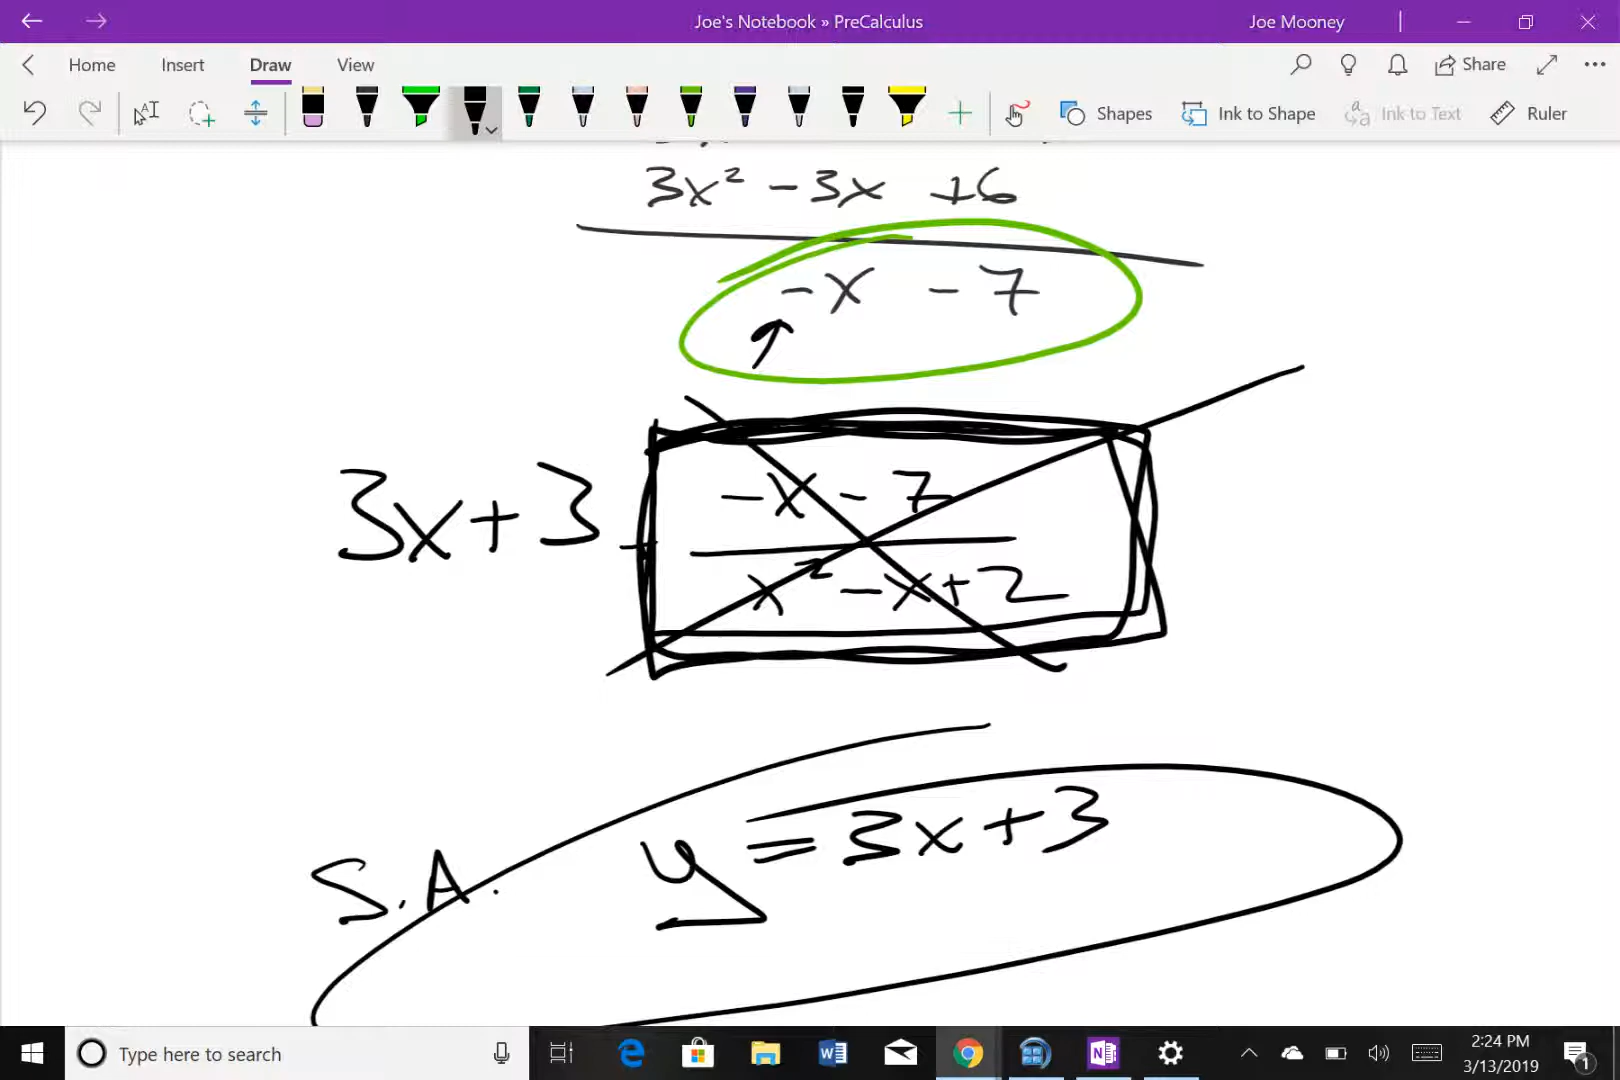 Joe's Notebook » PreCalculus
Joe Mooney
Home Insert Draw View
Share
Shapes
Ink to Shape
Ink to Text
Ruler
3x² - 3x + 6
-x - 7
3x+3 + -x - 7
x² - x + 2
S.A. y = 3x+3
Type here to search
2:24 PM
3/13/2019
1